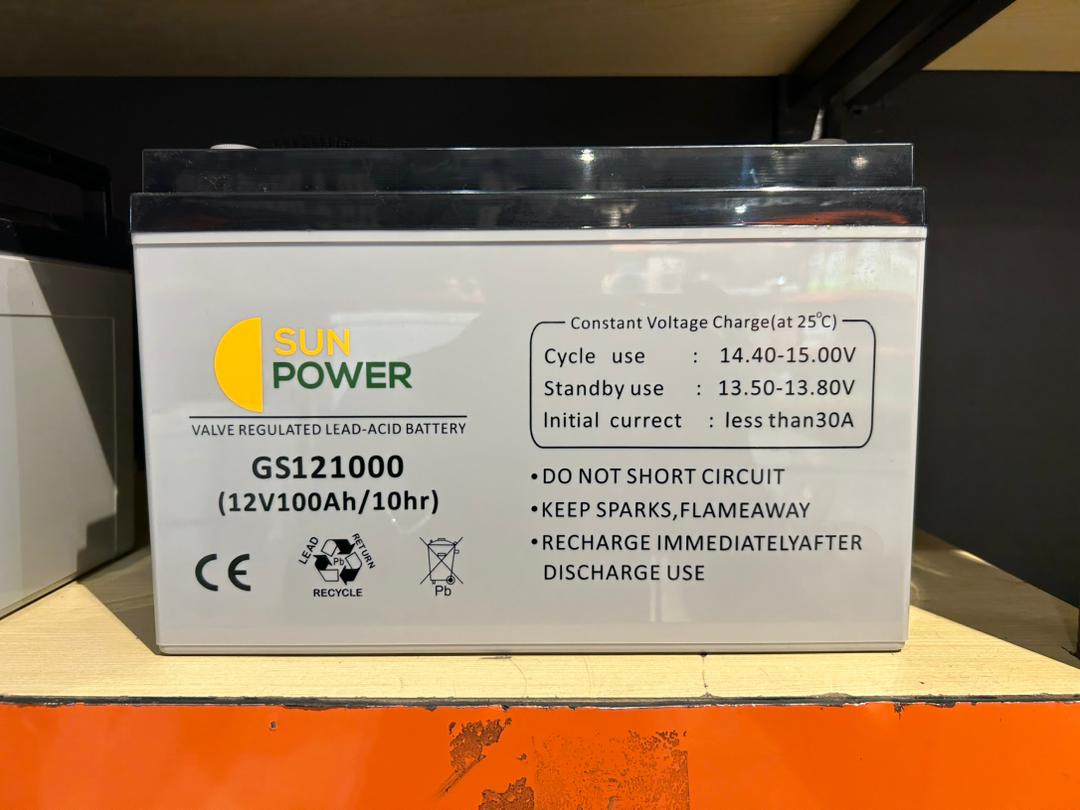 SUN
POWER
VALVE REGULATED LEAD-ACID BATTERY
GS121000
(12V100Ah/10hr)
CE
LEAD
RETURN
Pb
RECYCLE
Pb
Constant Voltage Charge(at 25°C)
Cycle use : 14.40-15.00V
Standby use : 13.50-13.80V
Initial currect : less than30A
•DO NOT SHORT CIRCUIT
•KEEP SPARKS,FLAMEAWAY
•RECHARGE IMMEDIATELYAFTER
DISCHARGE USE